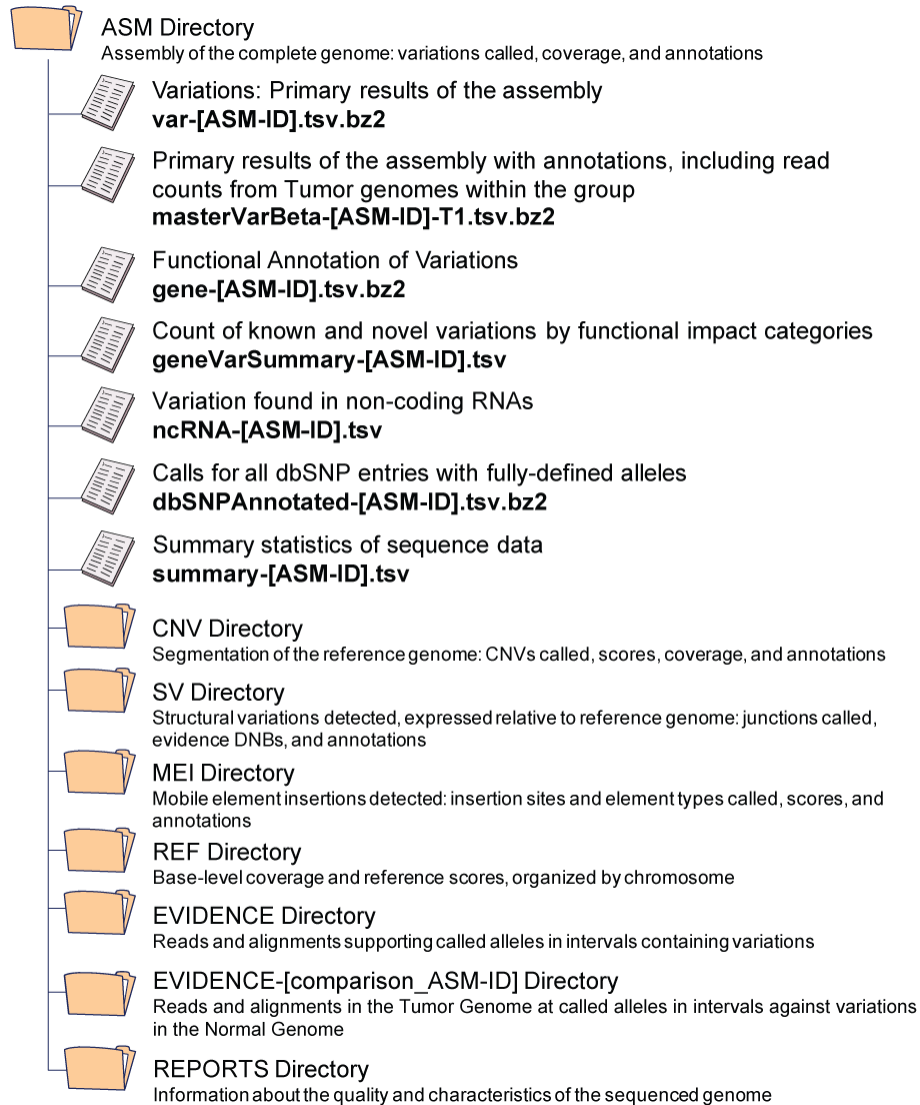 ASM Directory
Assembly of the complete genome: variations called, coverage, and annotations
Variations: Primary results of the assembly
var-[ASM-ID].tsv.bz2
Primary results of the assembly with annotations, including read
counts from Tumor genomes within the group
masterVarBeta-[ASM-ID]-T1.tsv.bz2
Functional Annotation of Variations
gene-[ASM-ID].tsv.bz2
Count of known and novel variations by functional impact categories
geneVarSummary-[ASM-ID].tsv
Variation found in non-coding RNAs
ncRNA-[ASM-ID].tsv
Calls for all dbSNP entries with fully-defined alleles
dbSNPAnnotated-[ASM-ID].tsv.bz2
Summary statistics of sequence data
summary-[ASM-ID].tsv
CNV Directory
Segmentation of the reference genome: CNVs called, scores, coverage, and annotations
SV Directory
Structural variations detected, expressed relative to reference genome: junctions called,
evidence DNBs, and annotations
MEI Directory
Mobile element insertions detected: insertion sites and element types called, scores, and
annotations
REF Directory
Base-level coverage and reference scores, organized by chromosome
EVIDENCE Directory
Reads and alignments supporting called alleles in intervals containing variations
EVIDENCE-[comparison_ASM-ID] Directory
Reads and alignments in the Tumor Genome at called alleles in intervals against variations
in the Normal Genome
REPORTS Directory
Information about the quality and characteristics of the sequenced genome